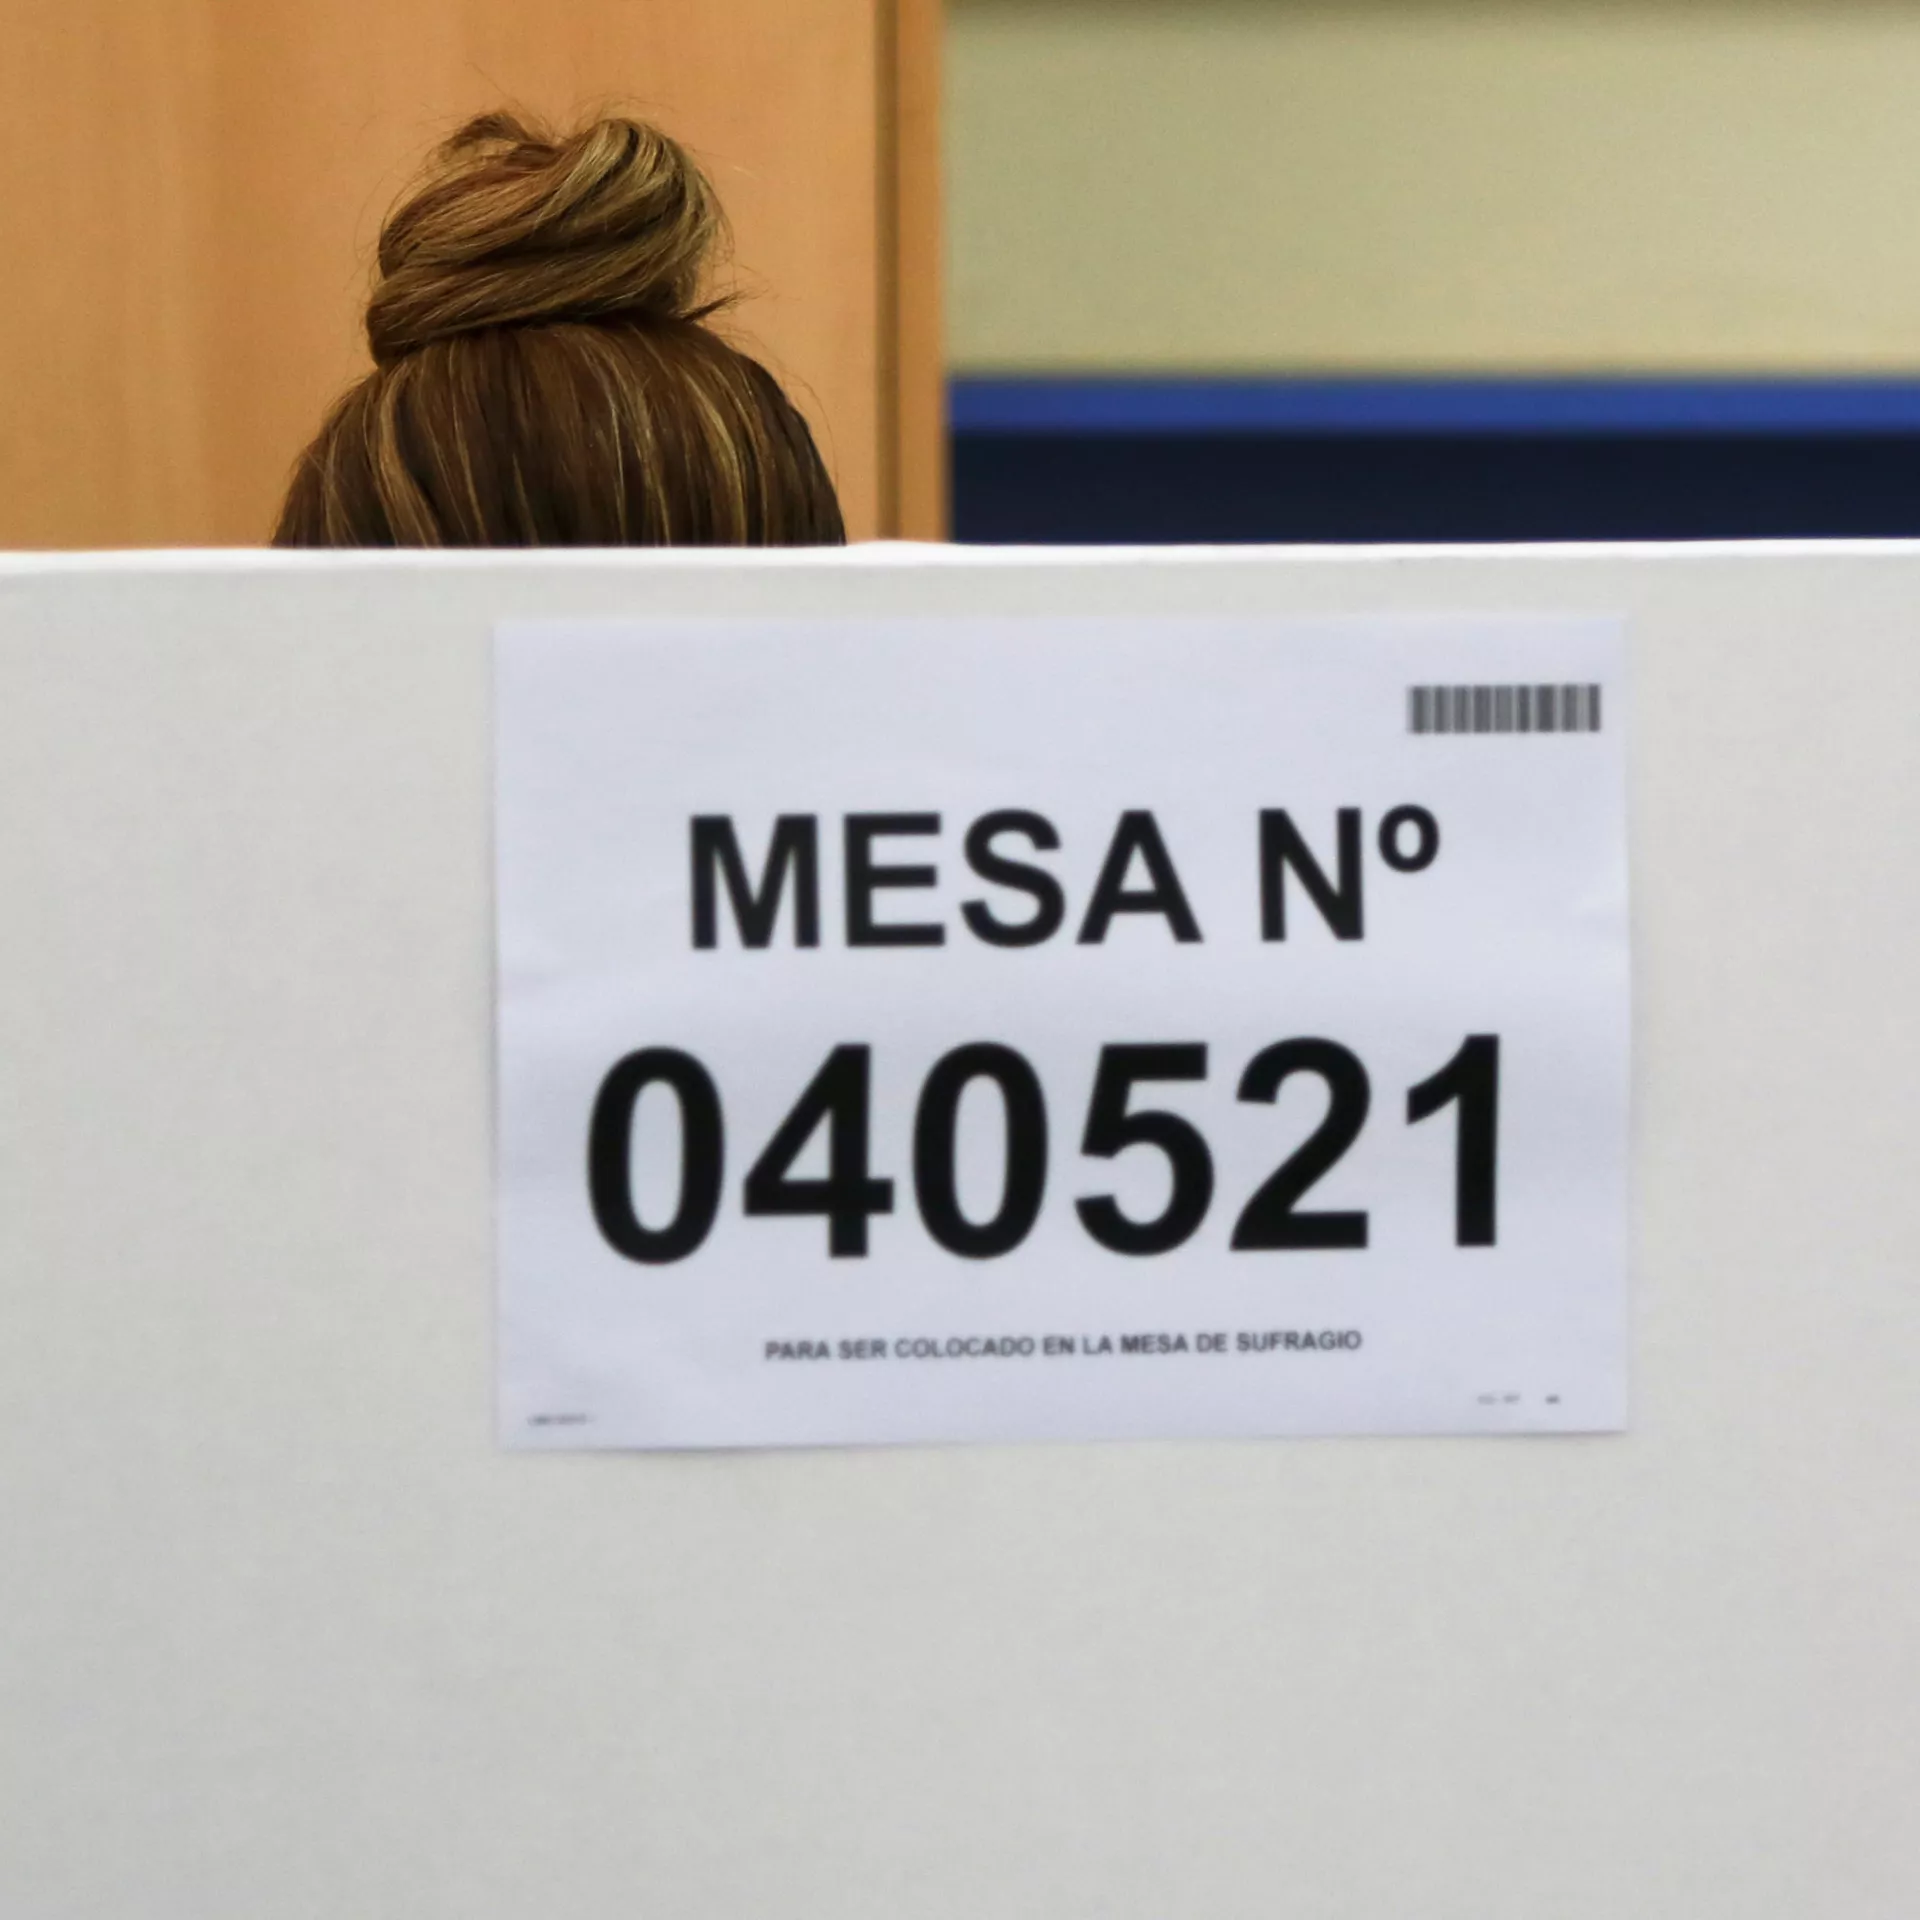 MESA Nº
040521
PARA SER COLOCADO EN LA MESA DE SUFRAGIO